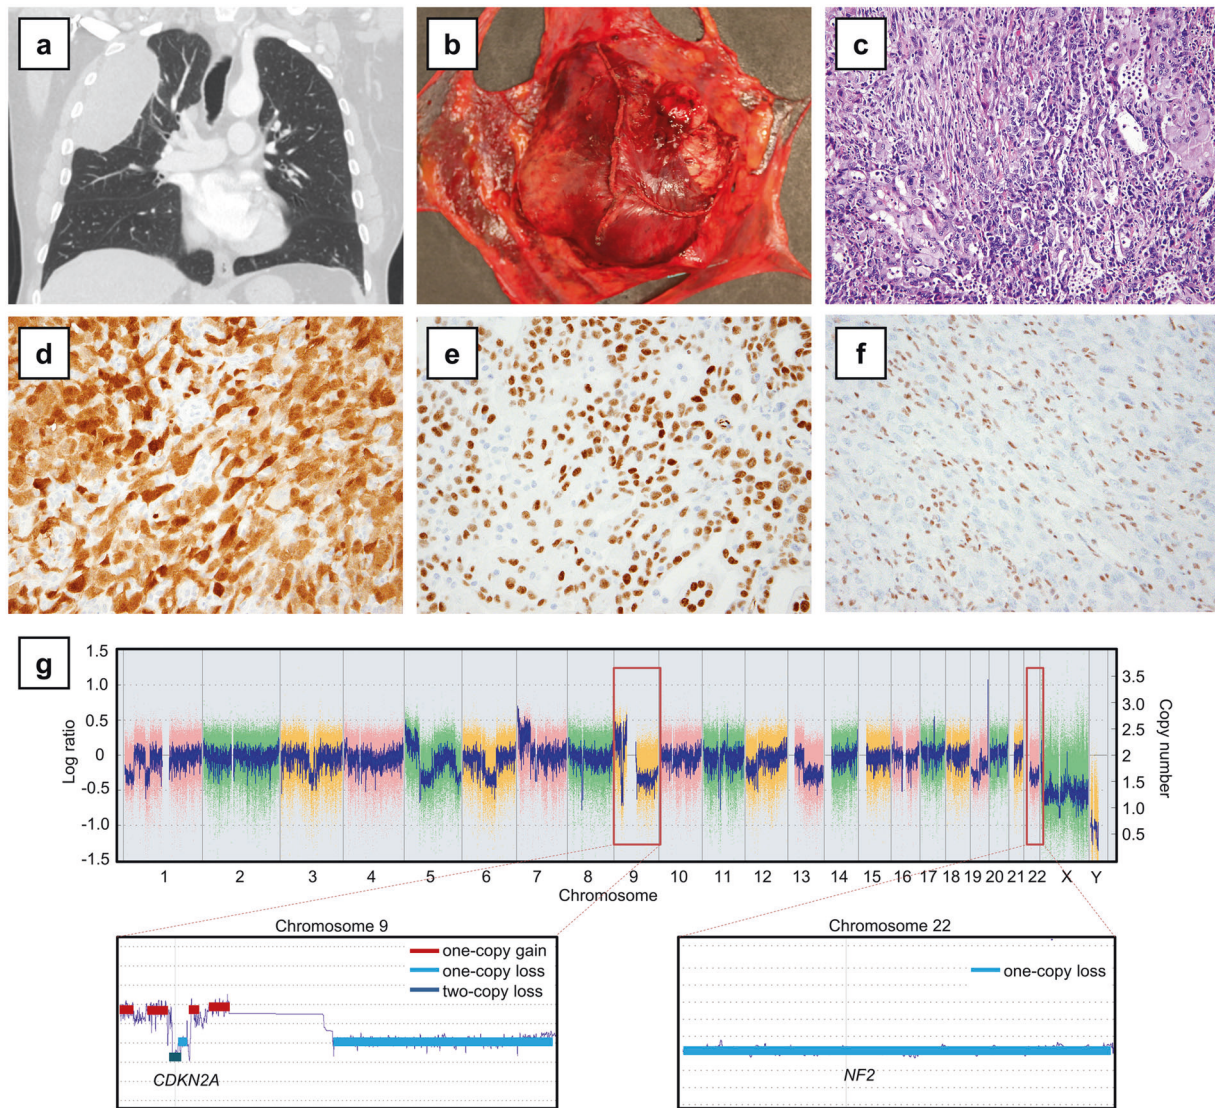 a
b
c
d
e
f
g
1.5
1.0
0.5
0
-0.5
-1.0
-1.5
Log ratio
3.5
3.0
2.5
2
1.5
1.0
0.5
Copy number
1 2 3 4 5 6 7 8 9 10 11 12 13 14 15 16 17 18 19 20 21 22 X Y
Chromosome
Chromosome 9
one-copy gain
one-copy loss
two-copy loss
CDKN2A
Chromosome 22
one-copy loss
NF2